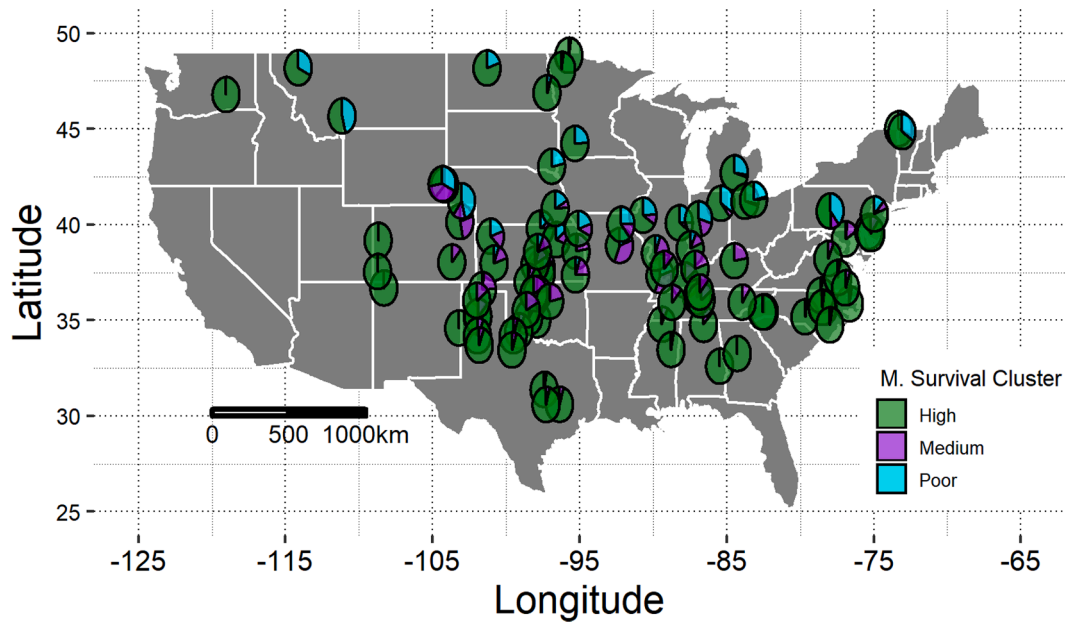 50
45
40
35
30
25
Latitude
0 500 1000km
M. Survival Cluster
High
Medium
Poor
-125 -115 -105 -95 -85 -75 -65
Longitude